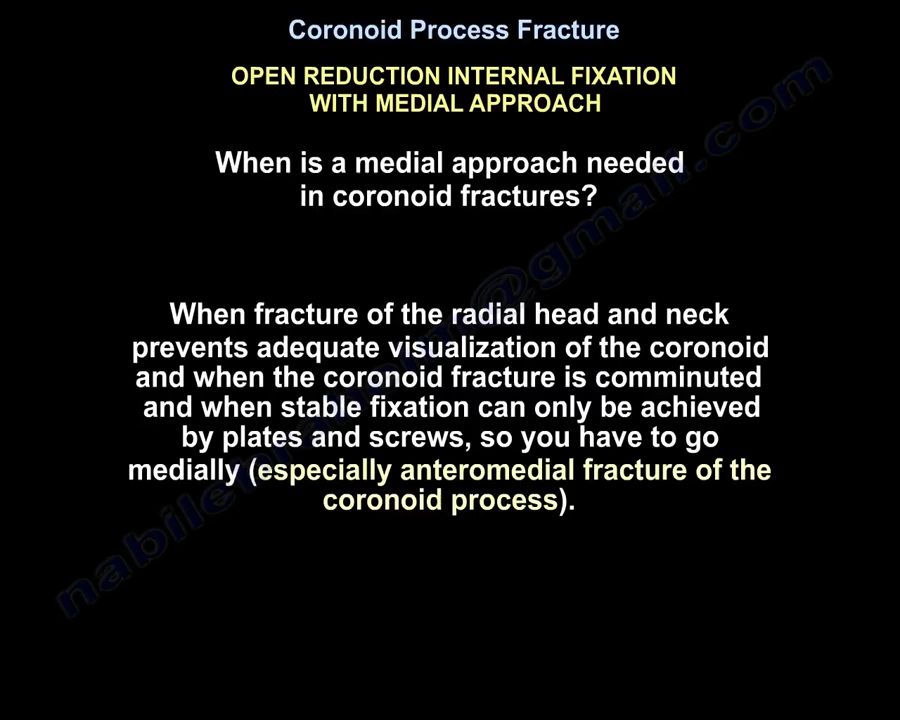 Coronoid Process Fracture
OPEN REDUCTION INTERNAL FIXATION
WITH MEDIAL APPROACH
When is a medial approach needed
in coronoid fractures?
When fracture of the radial head and neck
prevents adequate visualization of the coronoid
and when the coronoid fracture is comminuted
and when stable fixation can only be achieved
by plates and screws, so you have to go
medially (especially anteromedial fracture of the
coronoid process).